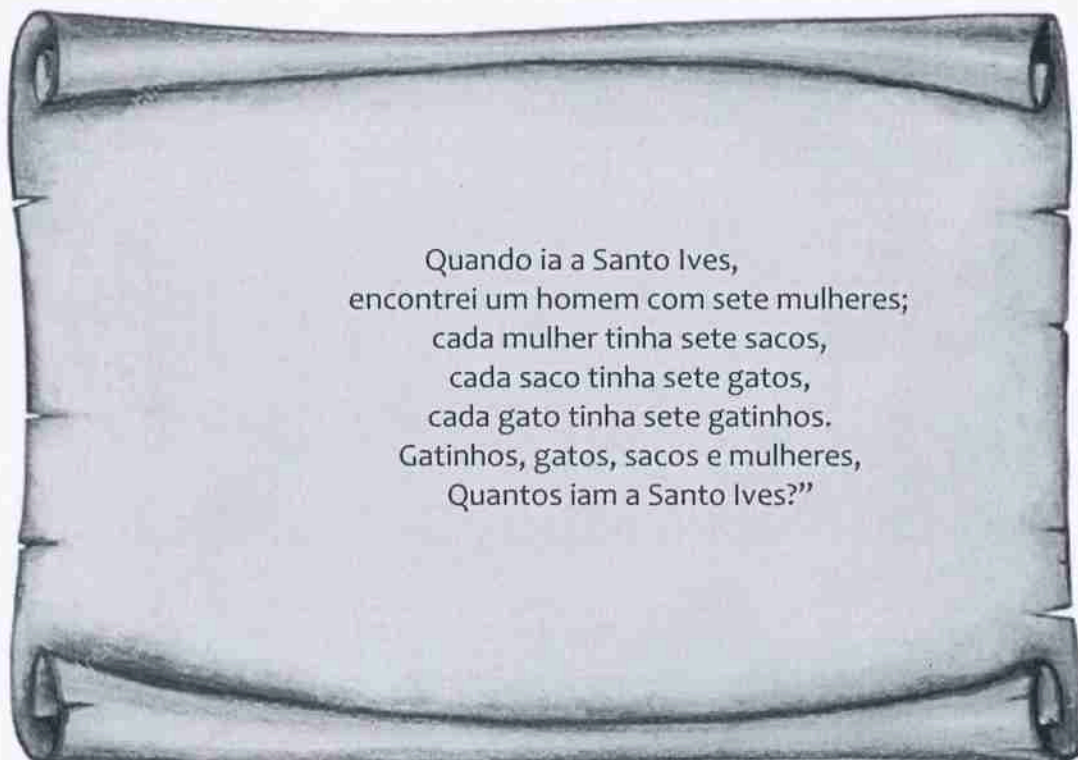 Quando ia a Santo Ives,
encontrei um homem com sete mulheres;
cada mulher tinha sete sacos,
cada saco tinha sete gatos,
cada gato tinha sete gatinhos.
Gatinhos, gatos, sacos e mulheres,
Quantos iam a Santo Ives?”